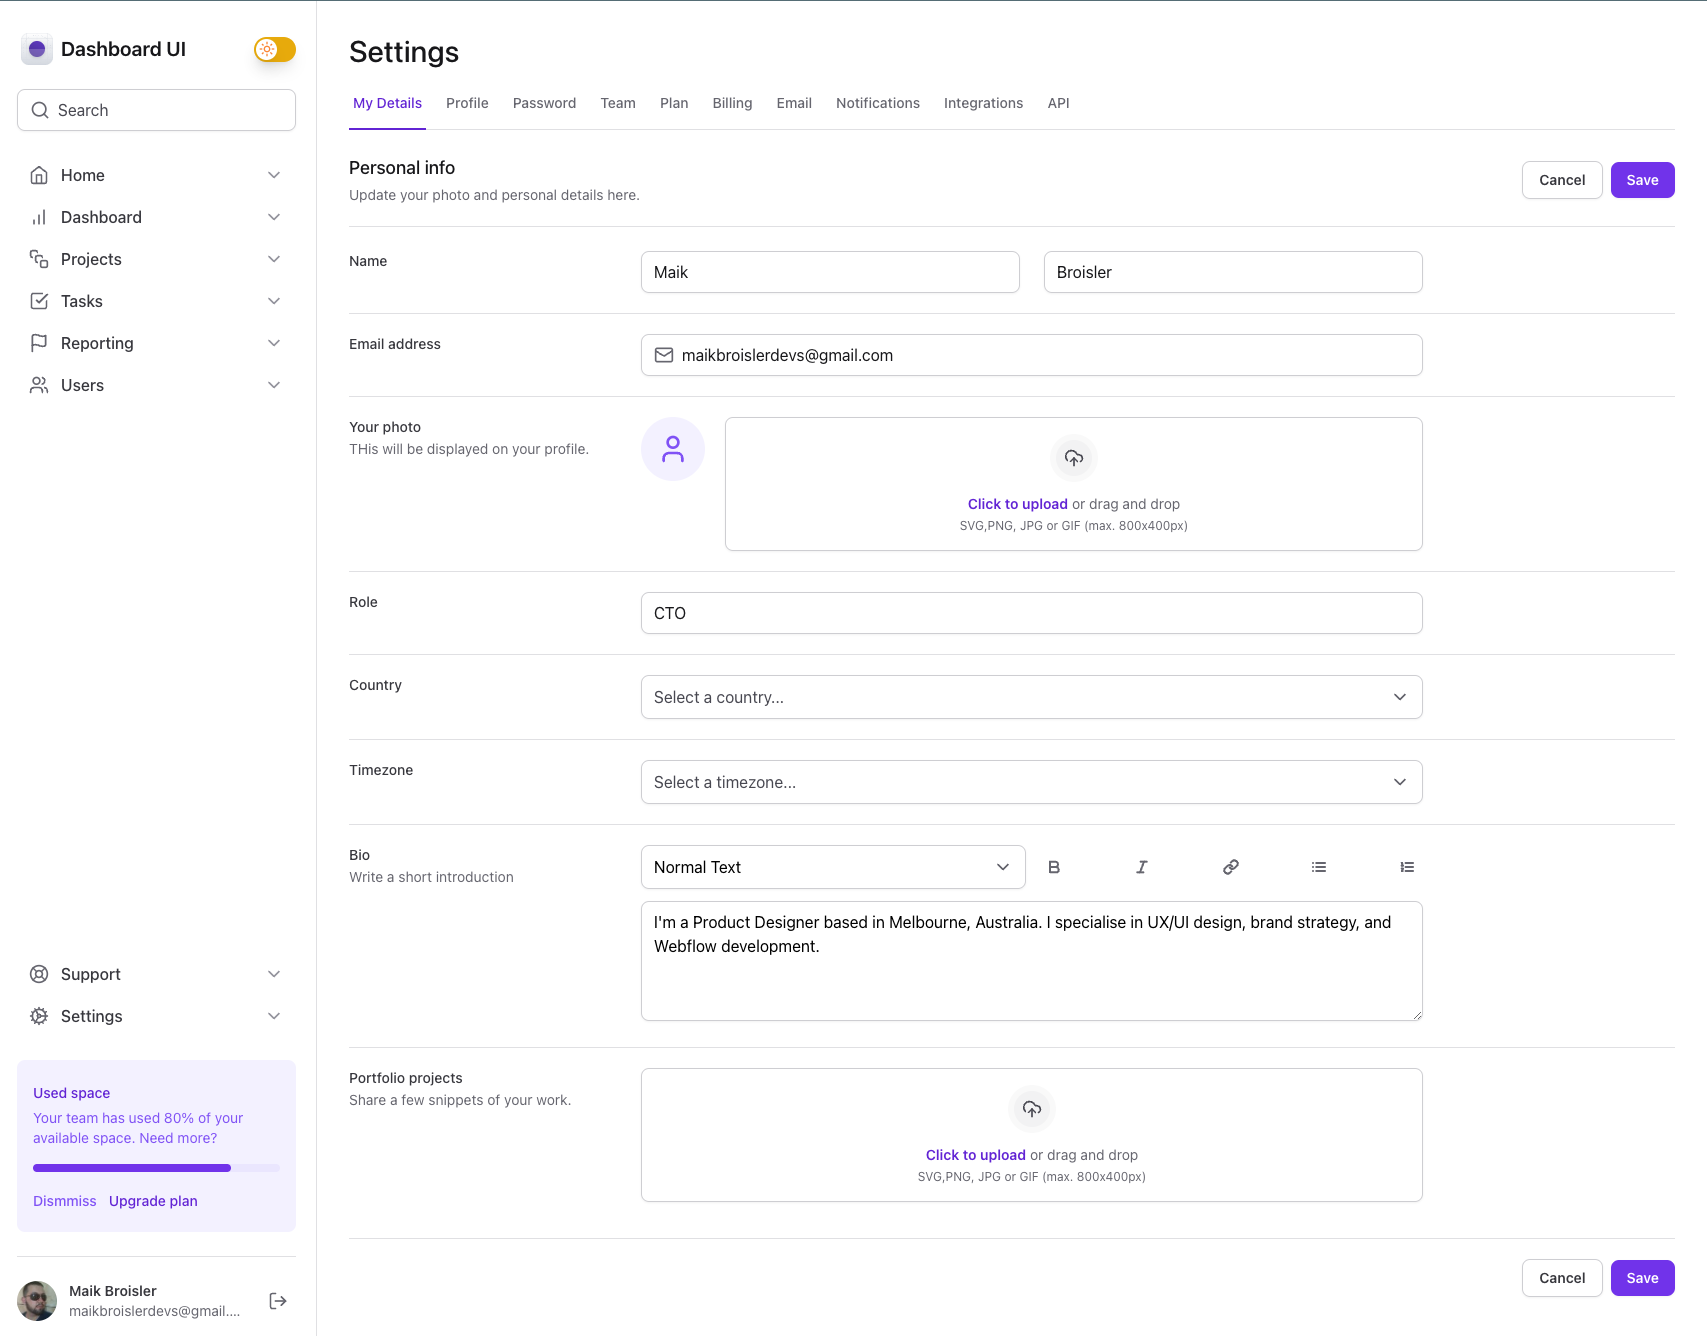 Dashboard UI
Search
Home
Dashboard
Projects
Tasks
Reporting
Users
Support
Settings
Used space
Your team has used 80% of your
available space. Need more?
Dismmiss Upgrade plan
Maik Broisler
maikbroislerdevs@gmail....
Settings
My Details Profile Password Team Plan Billing Email Notifications Integrations API
Personal info
Update your photo and personal details here.
Cancel Save
Name
Maik Broisler
Email address
maikbroislerdevs@gmail.com
Your photo
THis will be displayed on your profile.
Click to upload or drag and drop
SVG,PNG, JPG or GIF (max. 800x400px)
Role
CTO
Country
Select a country...
Timezone
Select a timezone...
Bio
Write a short introduction
Normal Text
I'm a Product Designer based in Melbourne, Australia. I specialise in UX/UI design, brand strategy, and
Webflow development.
Portfolio projects
Share a few snippets of your work.
Click to upload or drag and drop
SVG,PNG, JPG or GIF (max. 800x400px)
Cancel Save